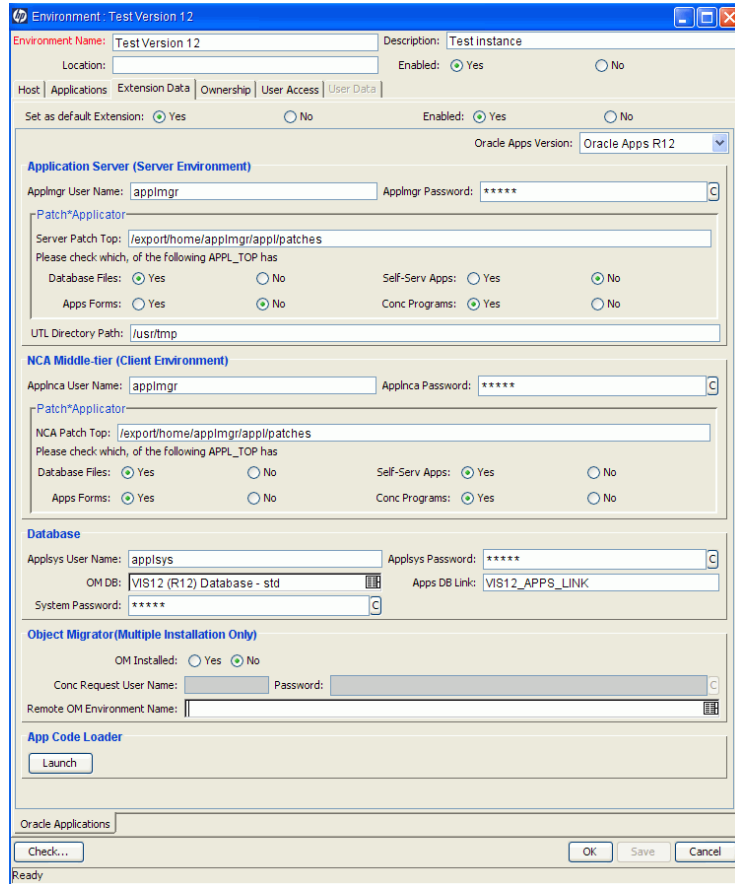 hp Environment : Test Version 12
Environment Name: Test Version 12 Description: Test instance
Location: Enabled: Yes No
Host Applications Extension Data Ownership User Access User Data
Set as default Extension: Yes No Enabled: Yes No
Oracle Apps Version: Oracle Apps R12
Application Server (Server Environment)
Applmgr User Name: applmgr Applmgr Password: ***** C
Patch*Applicator
Server Patch Top: /export/home/applmgr/appl/patches
Please check which, of the following APPL_TOP has
Database Files: Yes No Self-Serv Apps: Yes No
Apps Forms: Yes No Conc Programs: Yes No
UTL Directory Path: /usr/tmp
NCA Middle-tier (Client Environment)
Applnca User Name: applmgr Applnca Password: ***** C
Patch*Applicator
NCA Patch Top: /export/home/applmgr/appl/patches
Please check which, of the following APPL_TOP has
Database Files: Yes No Self-Serv Apps: Yes No
Apps Forms: Yes No Conc Programs: Yes No
Database
Applsys User Name: applsys Applsys Password: ***** C
OM DB: VIS12 (R12) Database - std Apps DB Link: VIS12_APPS_LINK
System Password: ***** C
Object Migrator(Multiple Installation Only)
OM Installed: Yes No
Conc Request User Name: Password: C
Remote OM Environment Name:
App Code Loader
Launch
Oracle Applications
Check... OK Save Cancel
Ready